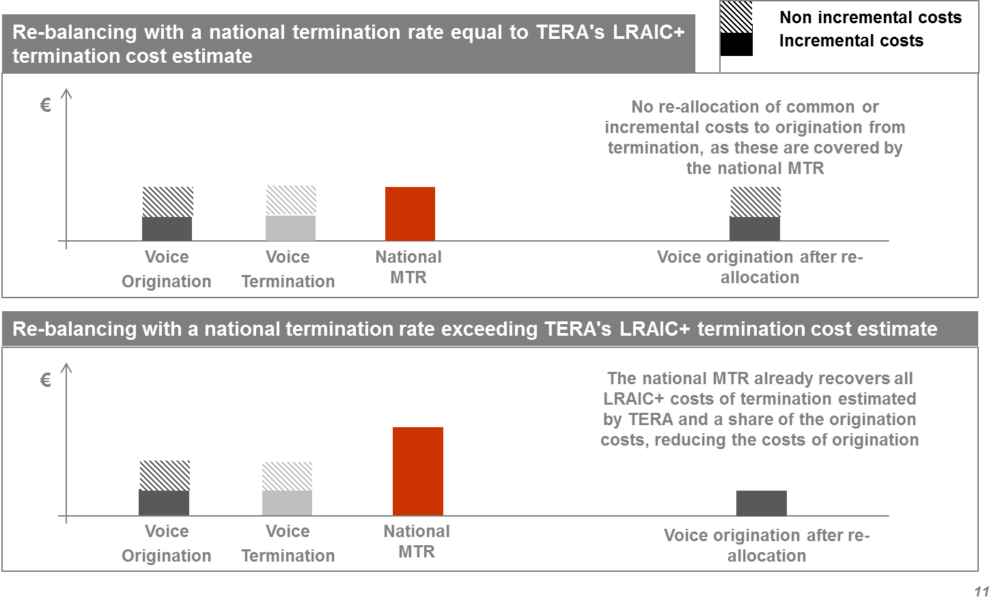 Non incremental costs
Incremental costs
Re-balancing with a national termination rate equal to TERA's LRAIC+
termination cost estimate
€
No re-allocation of common or
incremental costs to origination from
termination, as these are covered by
the national MTR
Voice
Origination
Voice
Termination
National
MTR
Voice origination after re-
allocation
Re-balancing with a national termination rate exceeding TERA's LRAIC+ termination cost estimate
€
The national MTR already recovers all
LRAIC+ costs of termination estimated
by TERA and a share of the origination
costs, reducing the costs of origination
Voice
Origination
Voice
Termination
National
MTR
Voice origination after re-
allocation
11